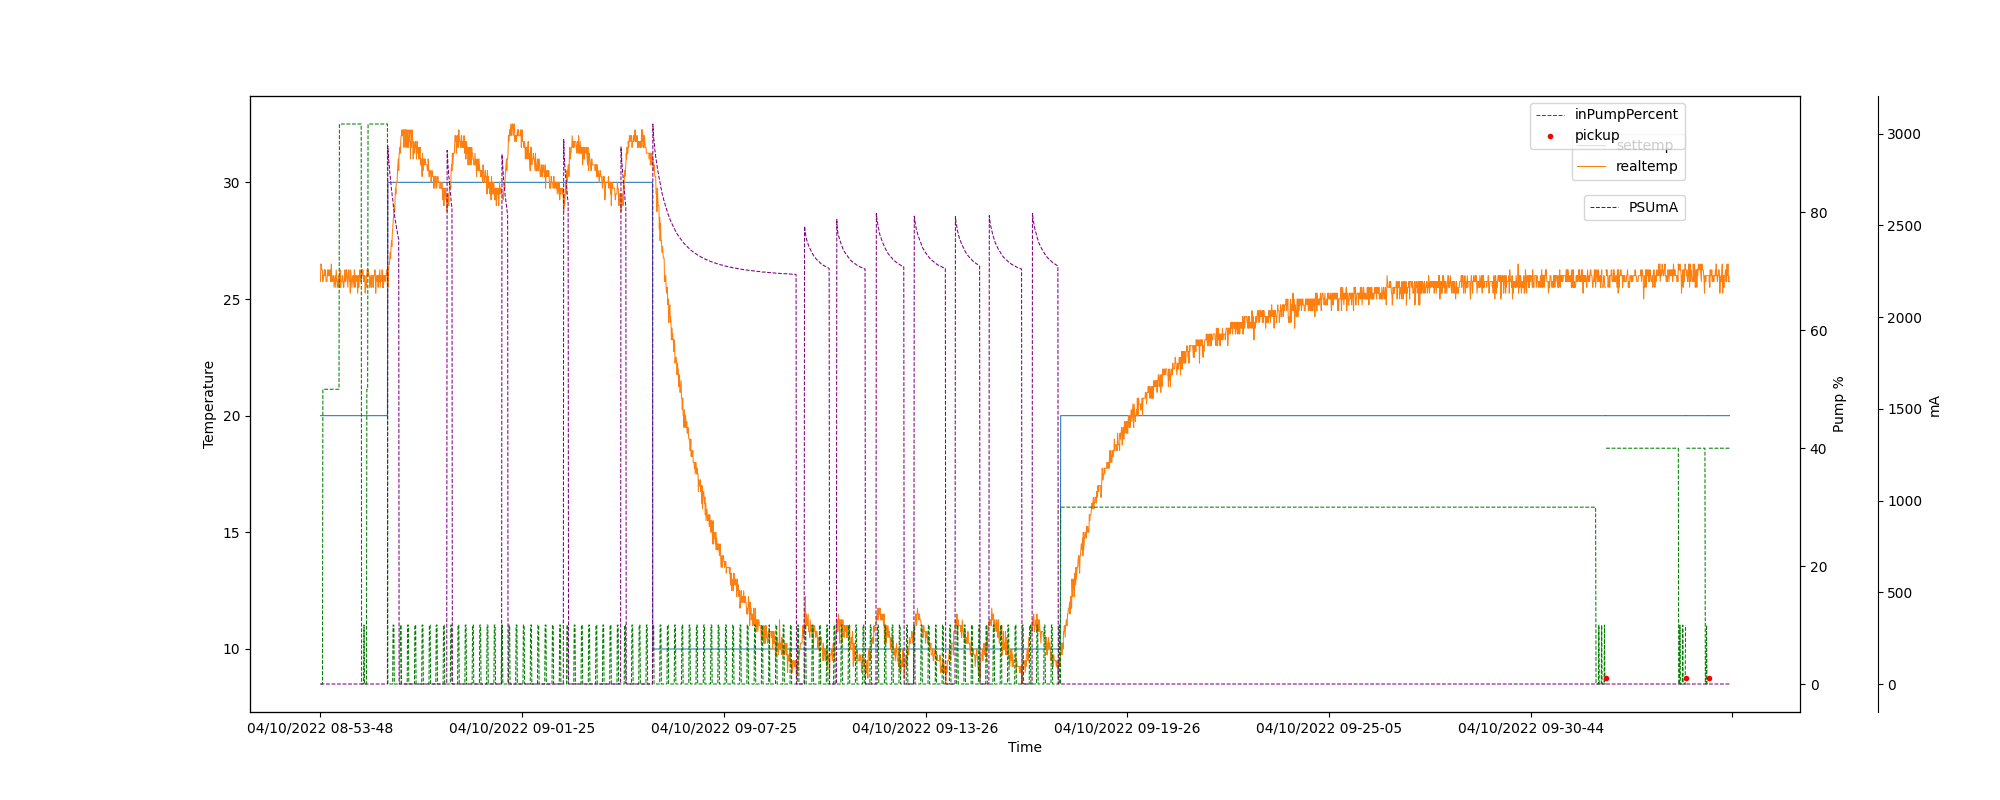 inPumpPercent
pickup
settemp
realtemp
PSUmA
30
25
20
15
10
Temperature
80
60
40
20
0
Pump %
3000
2500
2000
1500
1000
500
0
mA
04/10/2022 08-53-48
04/10/2022 09-01-25
04/10/2022 09-07-25
04/10/2022 09-13-26
04/10/2022 09-19-26
04/10/2022 09-25-05
04/10/2022 09-30-44
Time